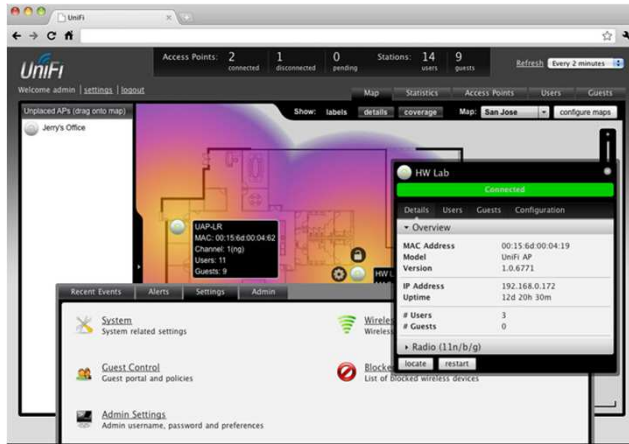 UniFi
UniFi
Access Points: 2 connected 1 disconnected 0 pending Stations: 14 users 9 guests
Refresh Every 2 minutes
Welcome admin | settings | logout
Map Statistics Access Points Users Guests
Unplaced APs (drag onto map)
Show: labels details coverage Map: San Jose configure maps
Jerry's Office
UAP-LR
MAC: 00:15:6d:00:04:62
Channel: 1(ng)
Users: 11
Guests: 9
HW L
HW Lab
Connected
Details Users Guests Configuration
Overview
MAC Address 00:15:6d:00:04:19
Model UniFi AP
Version 1.0.6771
IP Address 192.168.0.172
Uptime 12d 20h 30m
# Users 3
# Guests 0
Radio (11n/b/g)
locate restart
Recent Events Alerts Settings Admin
System
System related settings
Wirele
Wireless
Guest Control
Guest portal and policies
Blocke
List of blocked wireless devices
Admin Settings
Admin username, password and preferences